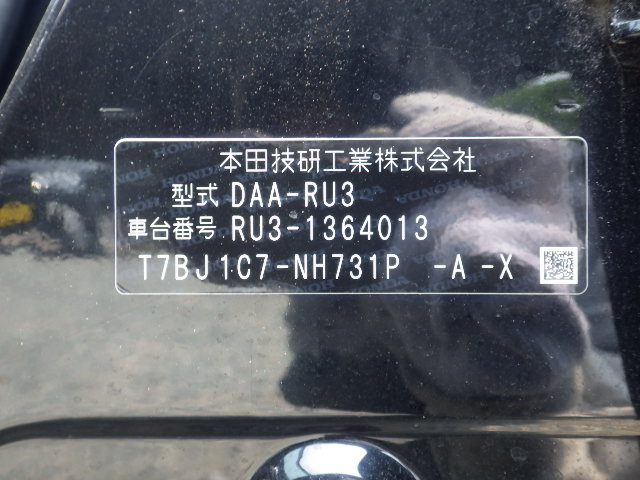 本田技研工業株式会社
型式 DAA-RU3
車台番号 RU3-1364013
T7BJ1C7-NH731P -A -X